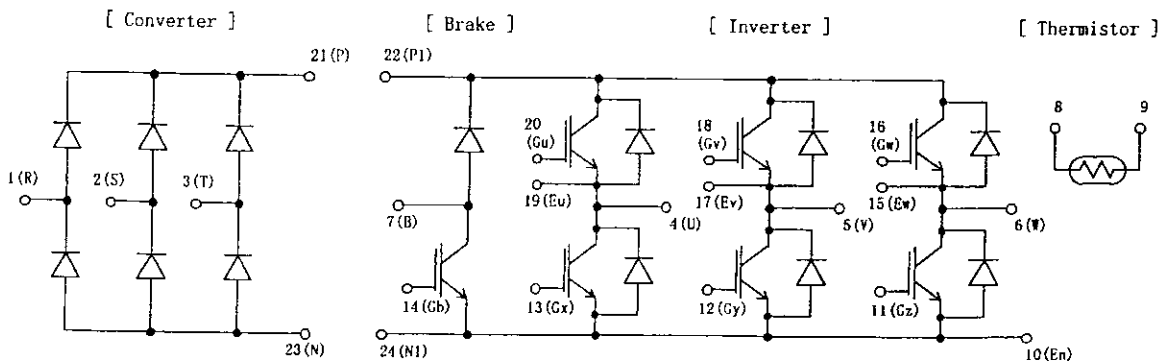 [ Converter ]
[ Brake ]
[ Inverter ]
[ Thermistor ]
21(P)
22(P1)
8
9
20
(Gu)
18
(Gv)
16
(Gw)
1(R)
2(S)
3(T)
19(Eu)
17(Ev)
15(Ew)
7(B)
4(U)
5(V)
6(W)
14(Gb)
13(Gx)
12(Gy)
11(Gz)
23(N)
24(N1)
10(En)